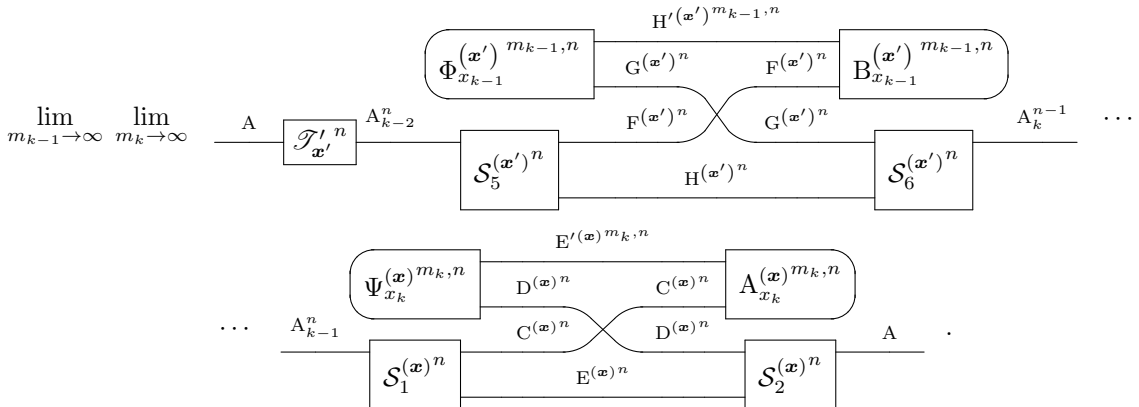 H′^{(𝒙′)^{m_{k−1},n}}
Φ_{x_{k−1}}^{(𝒙′)^{m_{k−1},n}} G^{(𝒙′)^n} F^{(𝒙′)^n} B_{x_{k−1}}^{(𝒙′)^{m_{k−1},n}}
lim_{m_{k−1}→∞} lim_{m_k→∞} A 𝒯′_{𝒙′}^n A_{k−2}^n F^{(𝒙′)^n} G^{(𝒙′)^n} A_k^{n−1} ⋯
𝒮_5^{(𝒙′)^n} H^{(𝒙′)^n} 𝒮_6^{(𝒙′)^n}
E′^{(𝒙)^{m_k,n}}
Ψ_{x_k}^{(𝒙)^{m_k,n}} D^{(𝒙)^n} C^{(𝒙)^n} A_{x_k}^{(𝒙)^{m_k,n}}
⋯ A_{k−1}^n C^{(𝒙)^n} D^{(𝒙)^n} A .
𝒮_1^{(𝒙)^n} E^{(𝒙)^n} 𝒮_2^{(𝒙)^n}